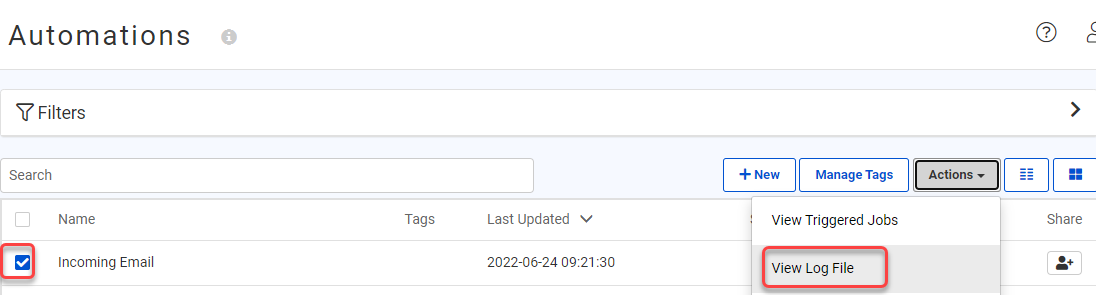 Automations
Filters
Search
+ New
Manage Tags
Actions
Name
Tags
Last Updated
Share
View Triggered Jobs
Incoming Email
2022-06-24 09:21:30
View Log File